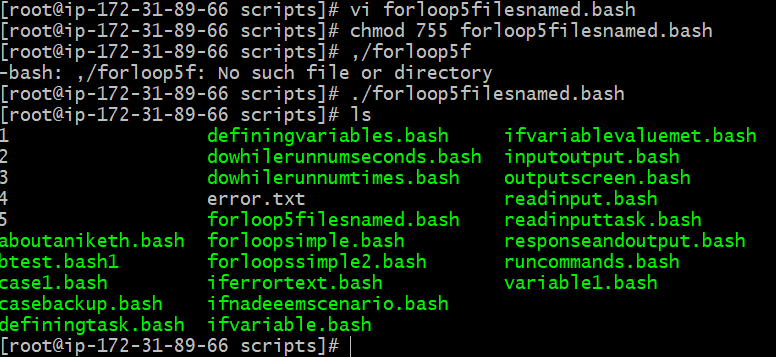 [root@ip-172-31-89-66 scripts]# vi forloop5filesnamed.bash
[root@ip-172-31-89-66 scripts]# chmod 755 forloop5filesnamed.bash
[root@ip-172-31-89-66 scripts]# ,/forloop5f
-bash: ,/forloop5f: No such file or directory
[root@ip-172-31-89-66 scripts]# ./forloop5filesnamed.bash
[root@ip-172-31-89-66 scripts]# ls
1 definingvariables.bash ifvariablevaluemet.bash
2 dowhilerunnumseconds.bash inputoutput.bash
3 dowhilerunnumtimes.bash outputscreen.bash
4 error.txt readinput.bash
5 forloop5filesnamed.bash readinputtask.bash
aboutaniketh.bash forloopssimple.bash responseandoutput.bash
btest.bash1 forloopssimple2.bash runcommands.bash
case1.bash iferrortext.bash variable1.bash
casebackup.bash ifnadeeemscenario.bash
definingtask.bash ifvariable.bash
[root@ip-172-31-89-66 scripts]#